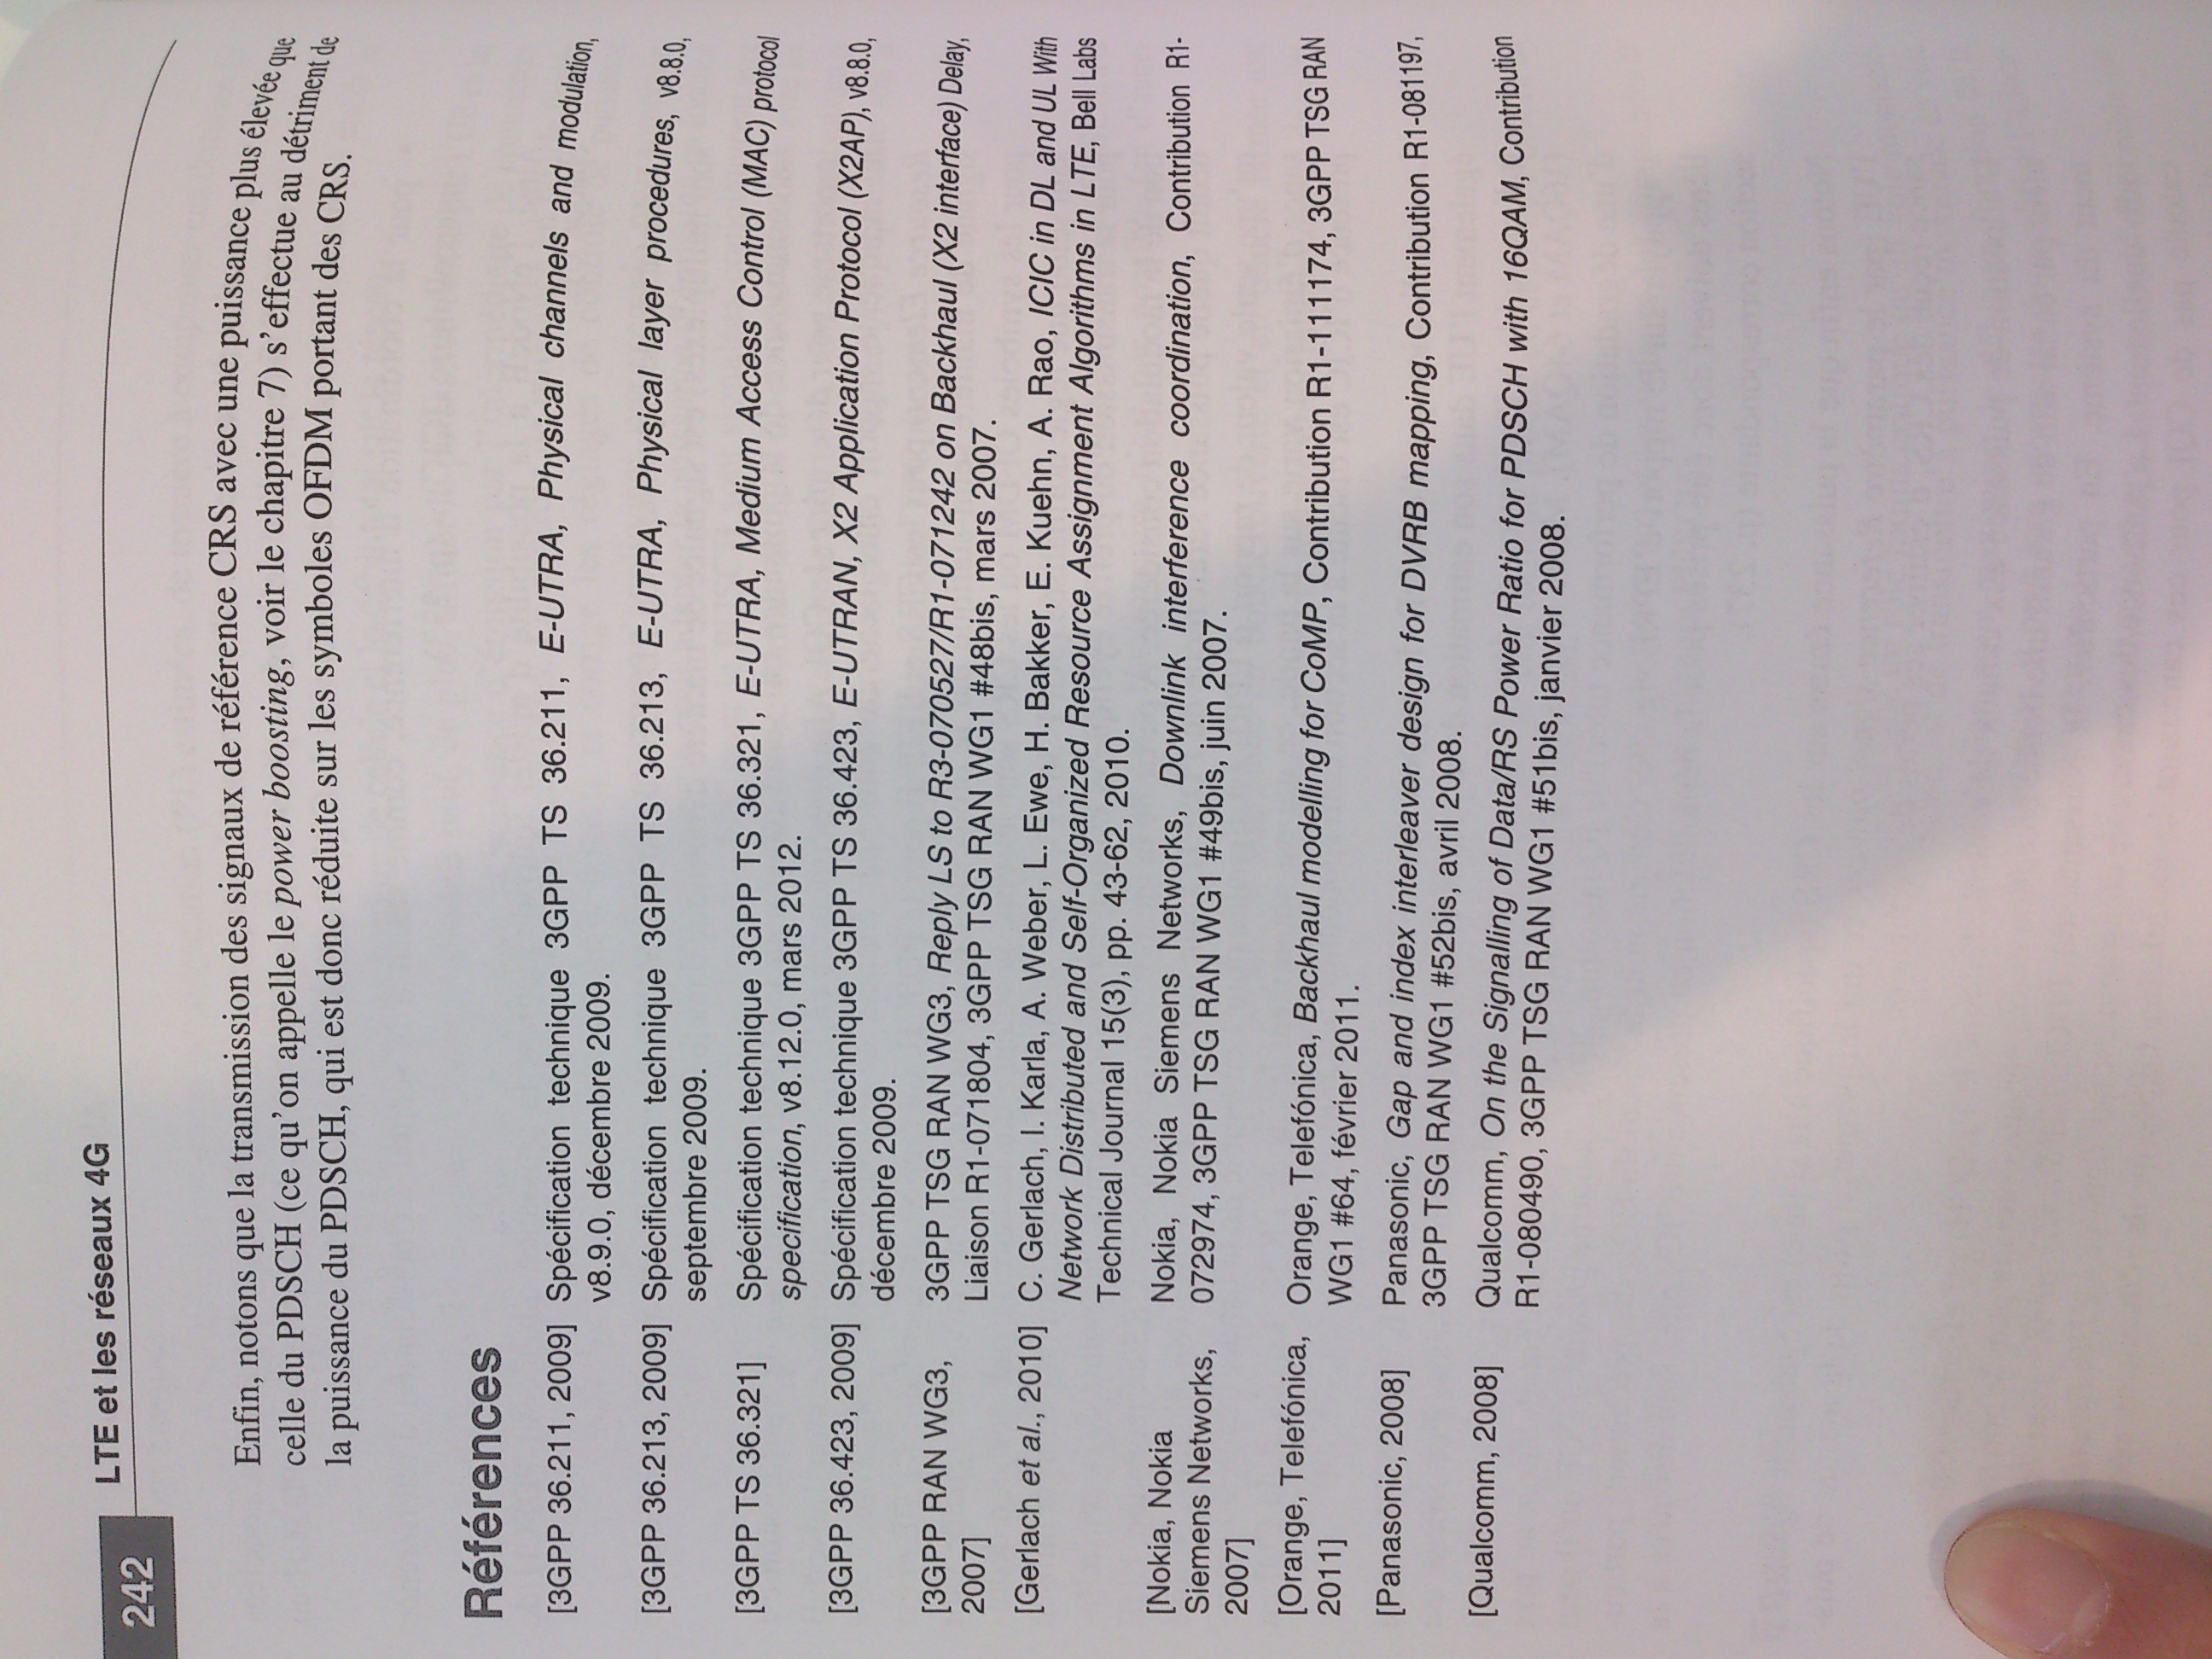 LTE et les réseaux 4G
242
Enfin, notons que la transmission des signaux de référence CRS avec une puissance plus élevée que
celle du PDSCH (ce qu'on appelle le power boosting, voir le chapitre 7) s'effectue au détriment de
la puissance du PDSCH, qui est donc réduite sur les symboles OFDM portant des CRS.
Références
[3GPP 36.211, 2009] Spécification technique 3GPP TS 36.211, E-UTRA, Physical channels and modulation,
v8.9.0, décembre 2009.
[3GPP 36.213, 2009] Spécification technique 3GPP TS 36.213, E-UTRA, Physical layer procedures, v8.8.0,
septembre 2009.
[3GPP TS 36.321] Spécification technique 3GPP TS 36.321, E-UTRA, Medium Access Control (MAC) protocol
specification, v8.12.0, mars 2012.
[3GPP 36.423, 2009] Spécification technique 3GPP TS 36.423, E-UTRAN, X2 Application Protocol (X2AP), v8.8.0,
décembre 2009.
[3GPP RAN WG3, 3GPP TSG RAN WG3, Reply LS to R3-070527/R1-071242 on Backhaul (X2 interface) Delay,
2007] Liaison R1-071804, 3GPP TSG RAN WG1 #48bis, mars 2007.
[Gerlach et al., 2010] C. Gerlach, I. Karla, A. Weber, L. Ewe, H. Bakker, E. Kuehn, A. Rao, ICIC in DL and UL With
Network Distributed and Self-Organized Resource Assignment Algorithms in LTE, Bell Labs
Technical Journal 15(3), pp. 43-62, 2010.
[Nokia, Nokia Nokia, Nokia Siemens Networks, Downlink interference coordination, Contribution R1-
Siemens Networks, 072974, 3GPP TSG RAN WG1 #49bis, juin 2007.
2007]
[Orange, Telefónica, Orange, Telefónica, Backhaul modelling for CoMP, Contribution R1-111174, 3GPP TSG RAN
2011] WG1 #64, février 2011.
[Panasonic, 2008] Panasonic, Gap and index interleaver design for DVRB mapping, Contribution R1-081197,
3GPP TSG RAN WG1 #52bis, avril 2008.
[Qualcomm, 2008] Qualcomm, On the Signalling of Data/RS Power Ratio for PDSCH with 16QAM, Contribution
R1-080490, 3GPP TSG RAN WG1 #51bis, janvier 2008.